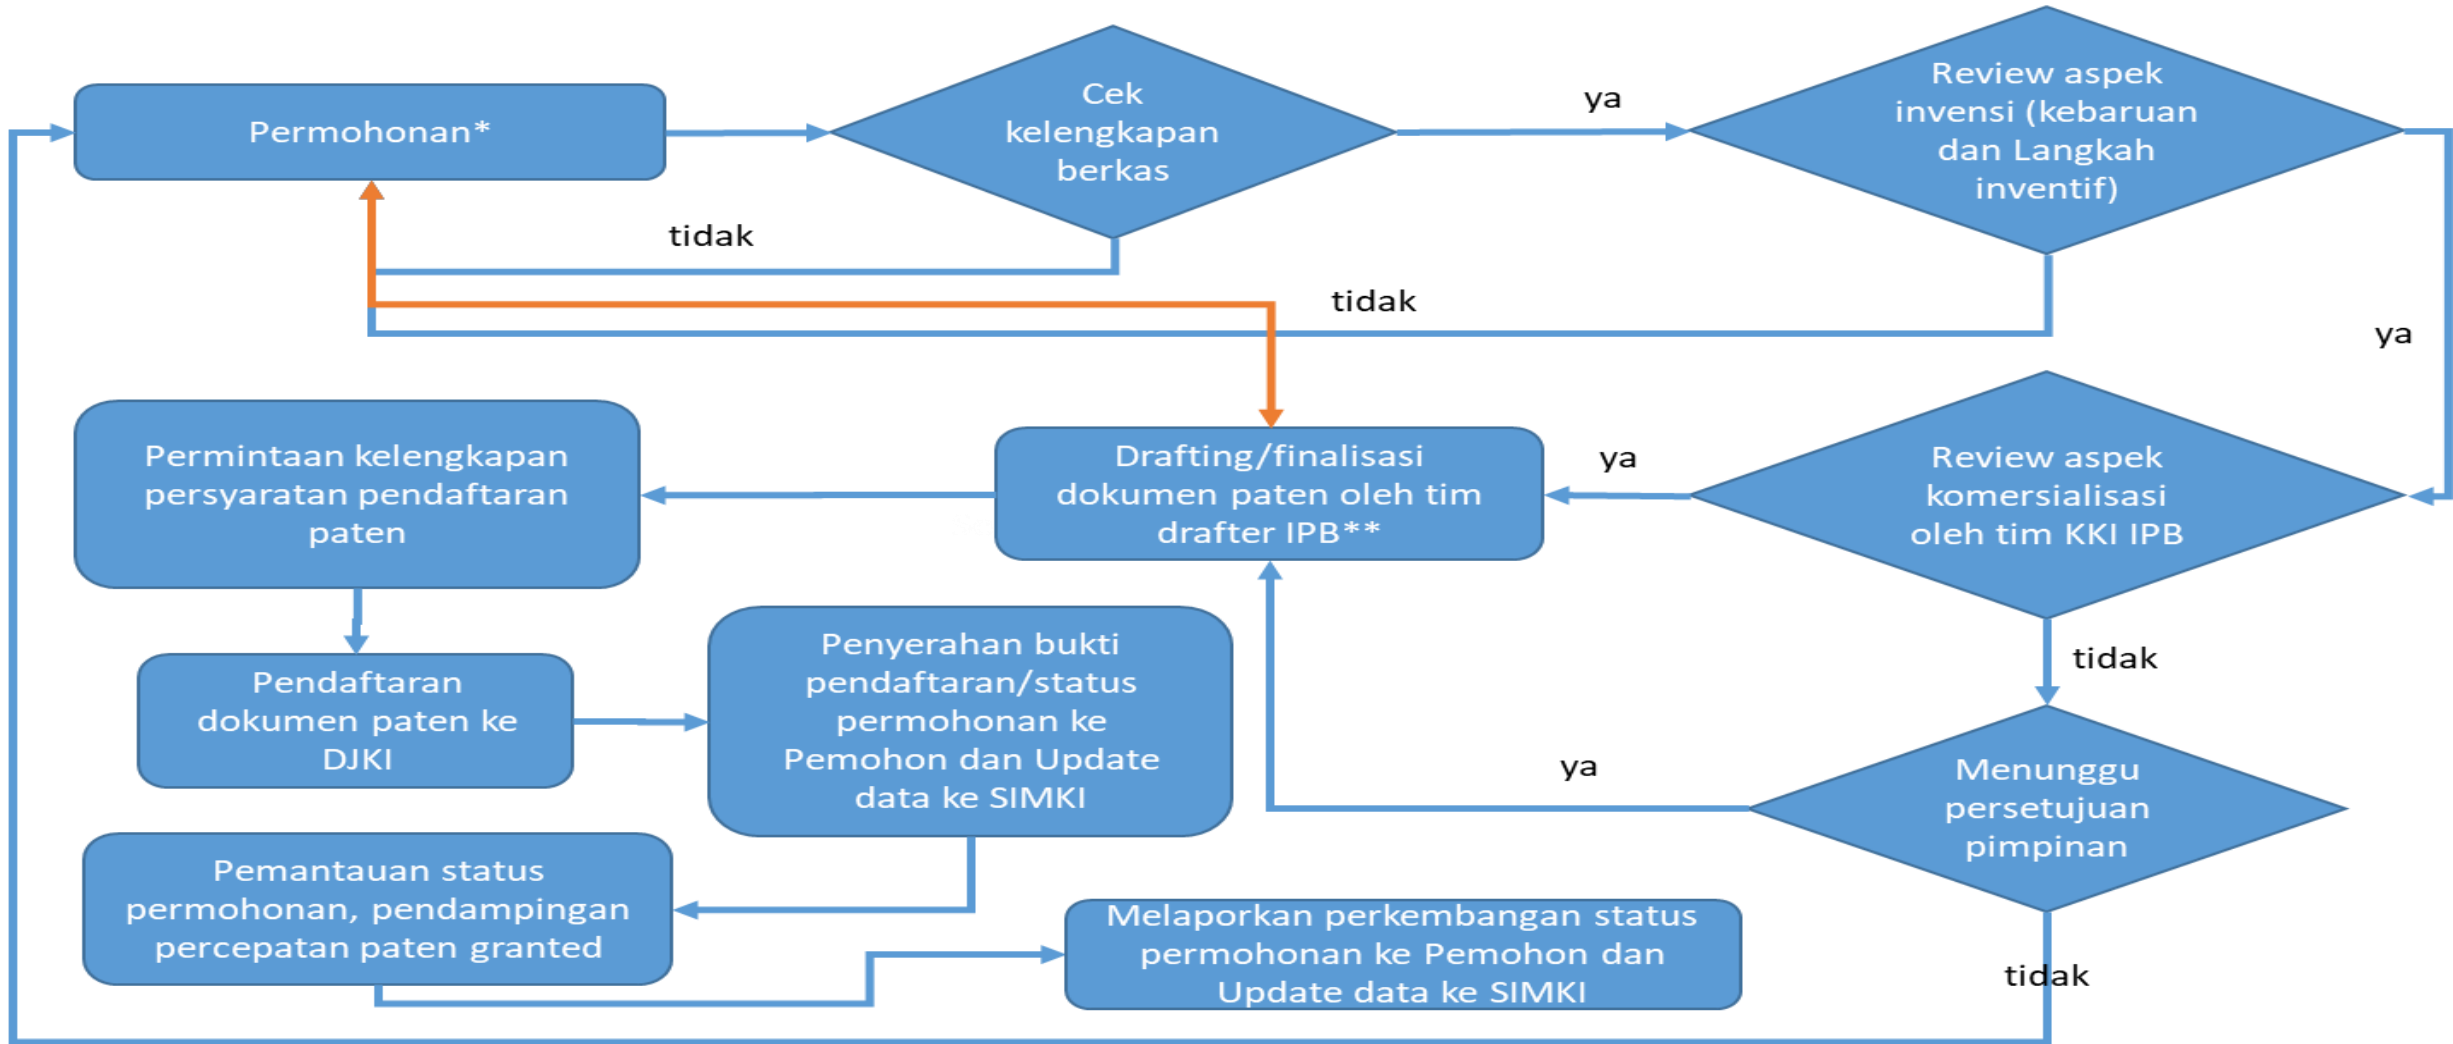 Permohonan*
Cek
kelengkapan
berkas
ya
Review aspek
invensi (kebaruan
dan Langkah
inventif)
tidak
tidak
ya
Permintaan kelengkapan
persyaratan pendaftaran
paten
Drafting/finalisasi
dokumen paten oleh tim
drafter IPB**
ya
Review aspek
komersialisasi
oleh tim KKI IPB
tidak
Pendaftaran
dokumen paten ke
DJKI
Penyerahan bukti
pendaftaran/status
permohonan ke
Pemohon dan Update
data ke SIMKI
ya
Menunggu
persetujuan
pimpinan
Pemantauan status
permohonan, pendampingan
percepatan paten granted
Melaporkan perkembangan status
permohonan ke Pemohon dan
Update data ke SIMKI
tidak